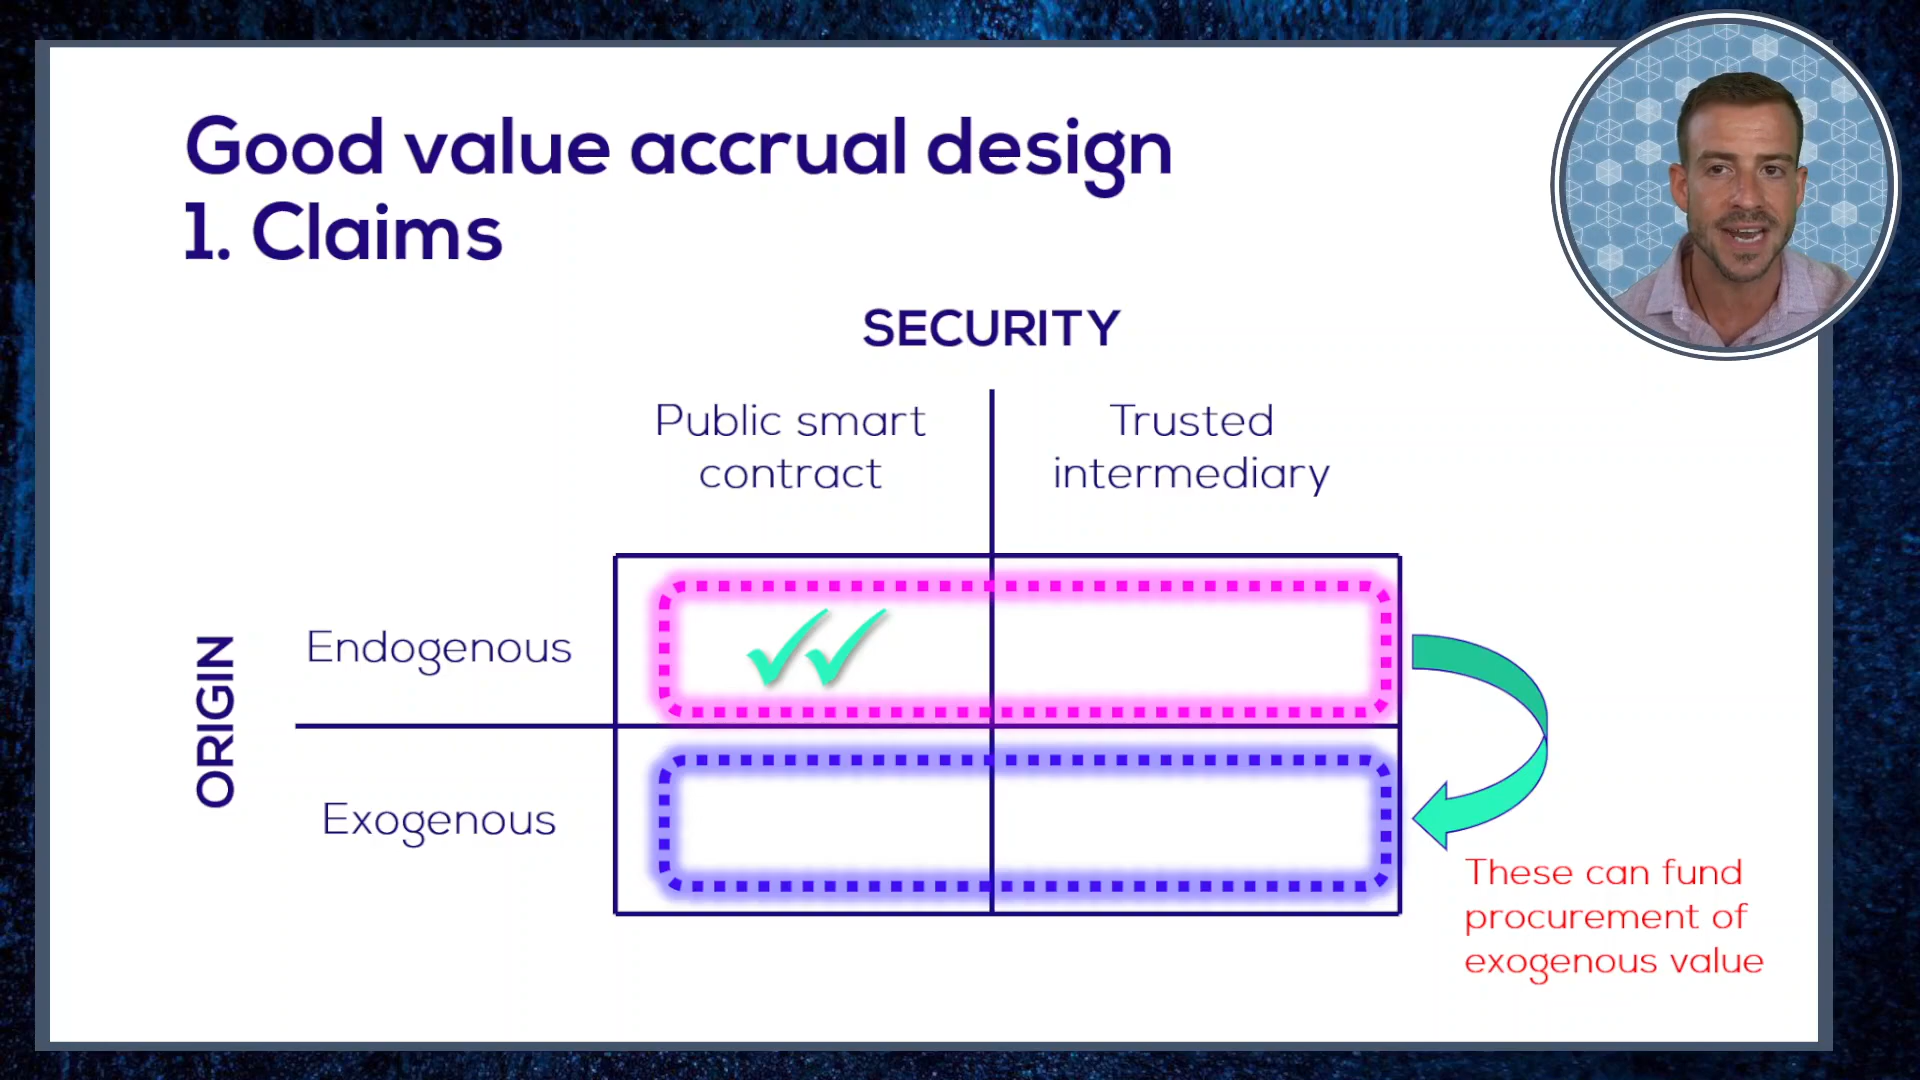 Good value accrual design
1. Claims
SECURITY
Public smart
contract
Trusted
intermediary
ORIGIN
Endogenous
Exogenous
These can fund
procurement of
exogenous value